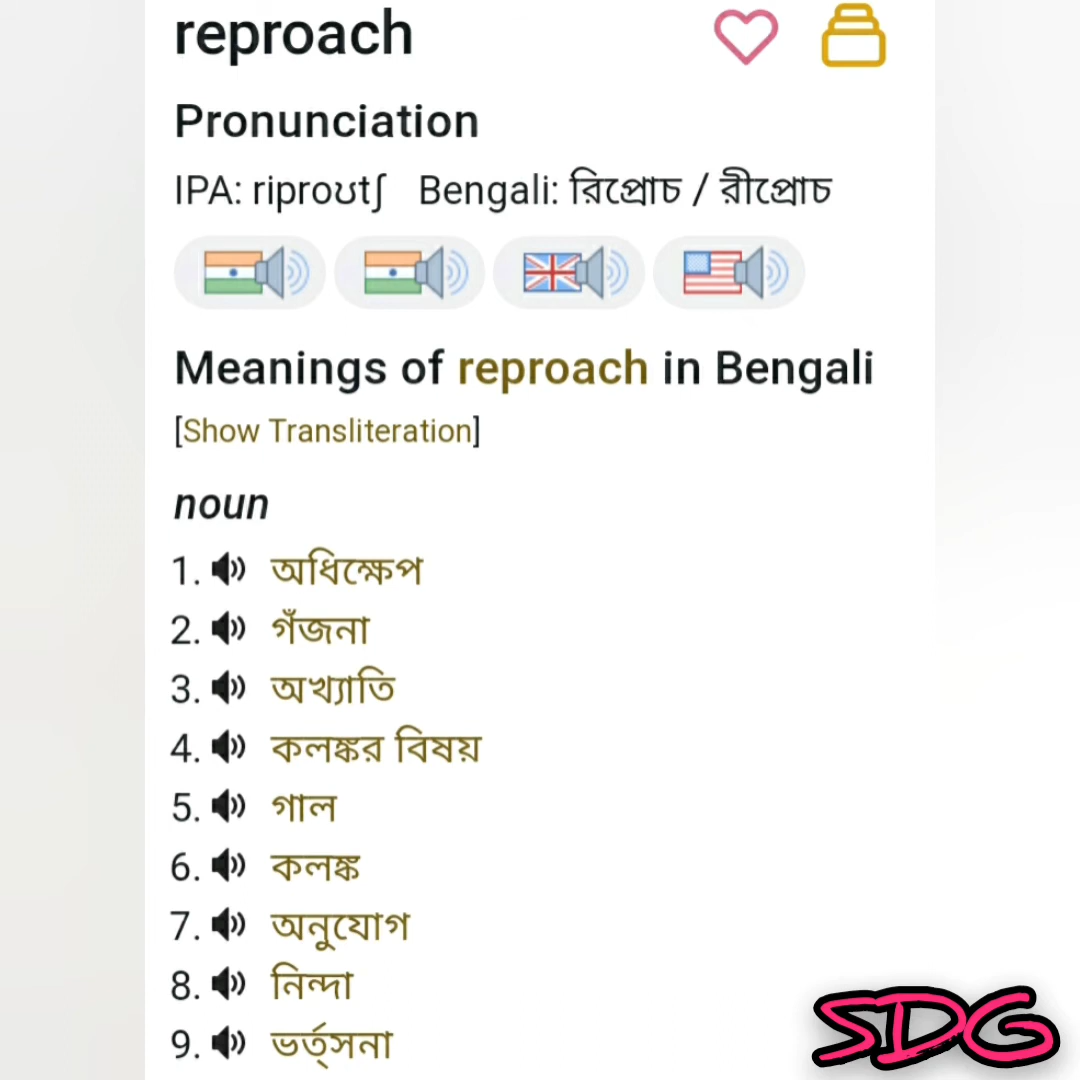 reproach
Pronunciation
IPA: riproʊtʃ Bengali: রিপ্রোচ / রীপ্রোচ
Meanings of reproach in Bengali
[Show Transliteration]
noun
1. অধিক্ষেপ
2. গঁজনা
3. অখ্যাতি
4. কলঙ্কর বিষয়
5. গাল
6. কলঙ্ক
7. অনুযোগ
8. নিন্দা
9. ভর্ত্সনা
SDG